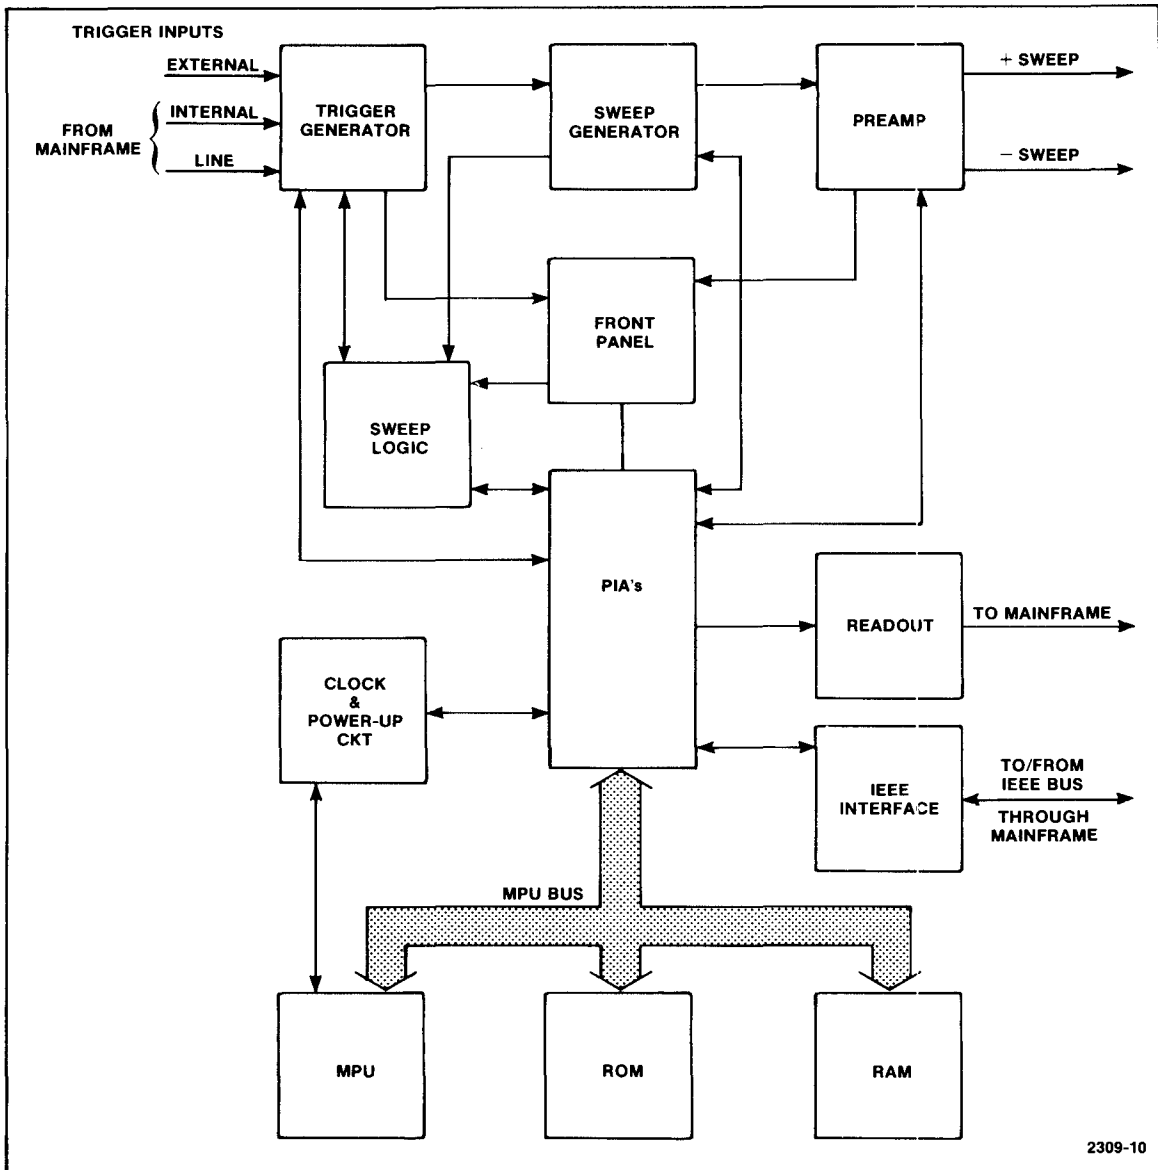 TRIGGER INPUTS
EXTERNAL
INTERNAL
FROM
MAINFRAME
LINE
TRIGGER
GENERATOR
SWEEP
GENERATOR
PREAMP
+ SWEEP
− SWEEP
FRONT
PANEL
SWEEP
LOGIC
PIA's
READOUT
TO MAINFRAME
CLOCK
&
POWER-UP
CKT
IEEE
INTERFACE
TO/FROM
IEEE BUS
THROUGH
MAINFRAME
MPU BUS
MPU
ROM
RAM
2309-10